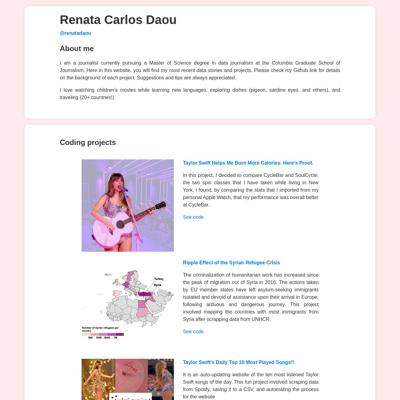 Renata Carlos Daou
@renatadaou
About me
I am a journalist currently pursuing a Master of Science degree in data journalism at the Columbia Graduate School of
Journalism, Here in this website, you will find my most recent data stories and projects. Please check my Github link for details
on the background of each project. Suggestions and tips are always appreciated.
I love watching children's movies while learning new languages, exploring dishes (pigeon, sardine eyes, and others), and
traveling (20+ countries!)
Coding projects
Taylor Swift Helps Me Burn More Calories. Here's Proof.
In this project, I decided to compare CycleBar and SoulCycle,
the two spin classes that I have taken while living in New
York. I found, by comparing the stats that I imported from my
personal Apple Watch, that my performance was overall better
at CycleBar.
See code
Ripple Effect of the Syrian Refugee Crisis
The criminalization of humanitarian work has increased since
the peak of migration out of Syria in 2016. The actions taken
by EU member states have left asylum-seeking immigrants
isolated and devoid of assistance upon their arrival in Europe,
following arduous and dangerous journey. This project
involved mapping the countries with most immigrants from
Syria after scraping data from UNHCR.
See code
Turkey
Syria
Number of Syrian refugees per
country
Taylor Swift's Daily Top 10 Most Played Songs!!
It is an auto-updating website of the ten most listened Taylor
Swift songs of the day. This fun project involved scraping data
from Spotify, saving it to a CSV, and automating the process
for the website